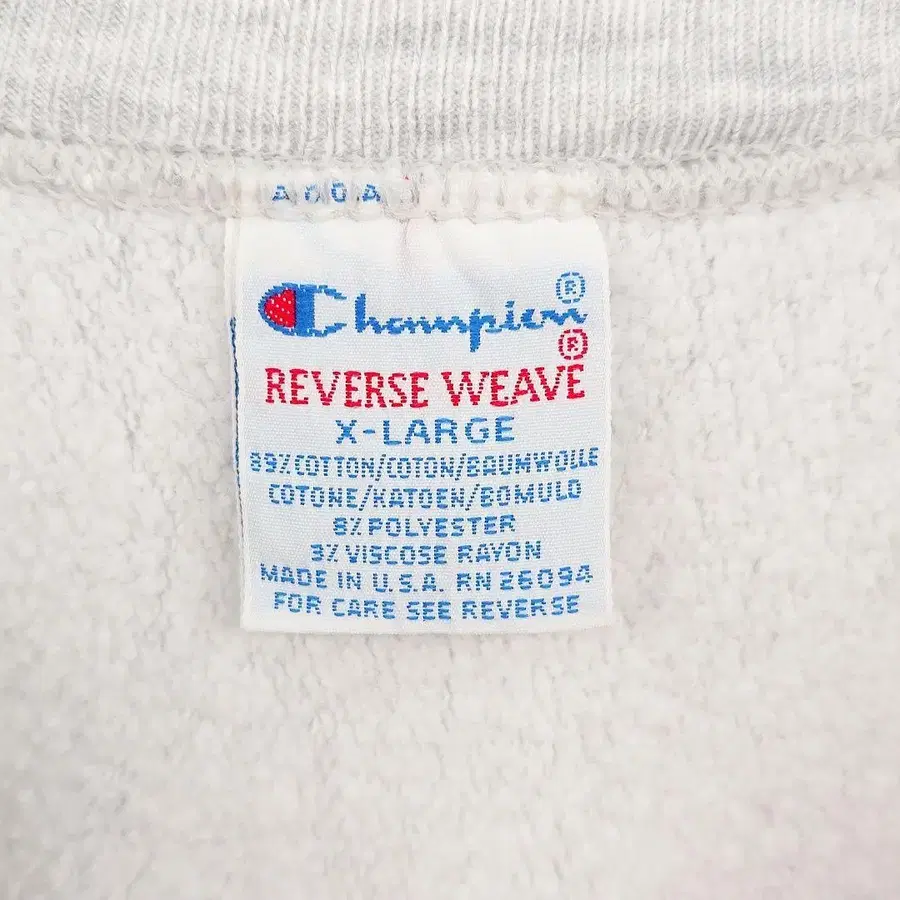 Champion®
®
REVERSE WEAVE
X-LARGE
89% COTTON/COTON/BAUMWOLLE
COTONE/KATOEN/BOMULD
8% POLYESTER
3% VISCOSE RAYON
MADE IN U.S.A. RN 26094
FOR CARE SEE REVERSE